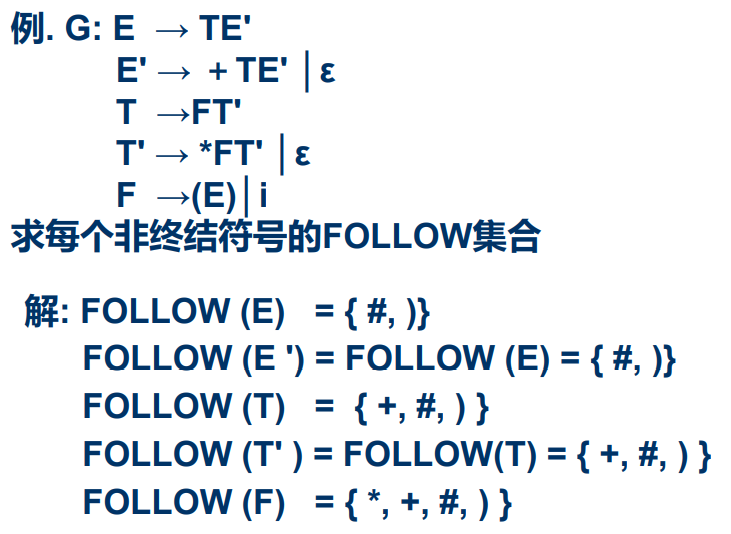 例. G: E → TE'
E' → + TE' │ε
T →FT'
T' → *FT' │ε
F →(E)│i
求每个非终结符号的FOLLOW集合
解: FOLLOW (E) = { #, )}
FOLLOW (E ') = FOLLOW (E) = { #, )}
FOLLOW (T) = { +, #, ) }
FOLLOW (T' ) = FOLLOW(T) = { +, #, ) }
FOLLOW (F) = { *, +, #, ) }